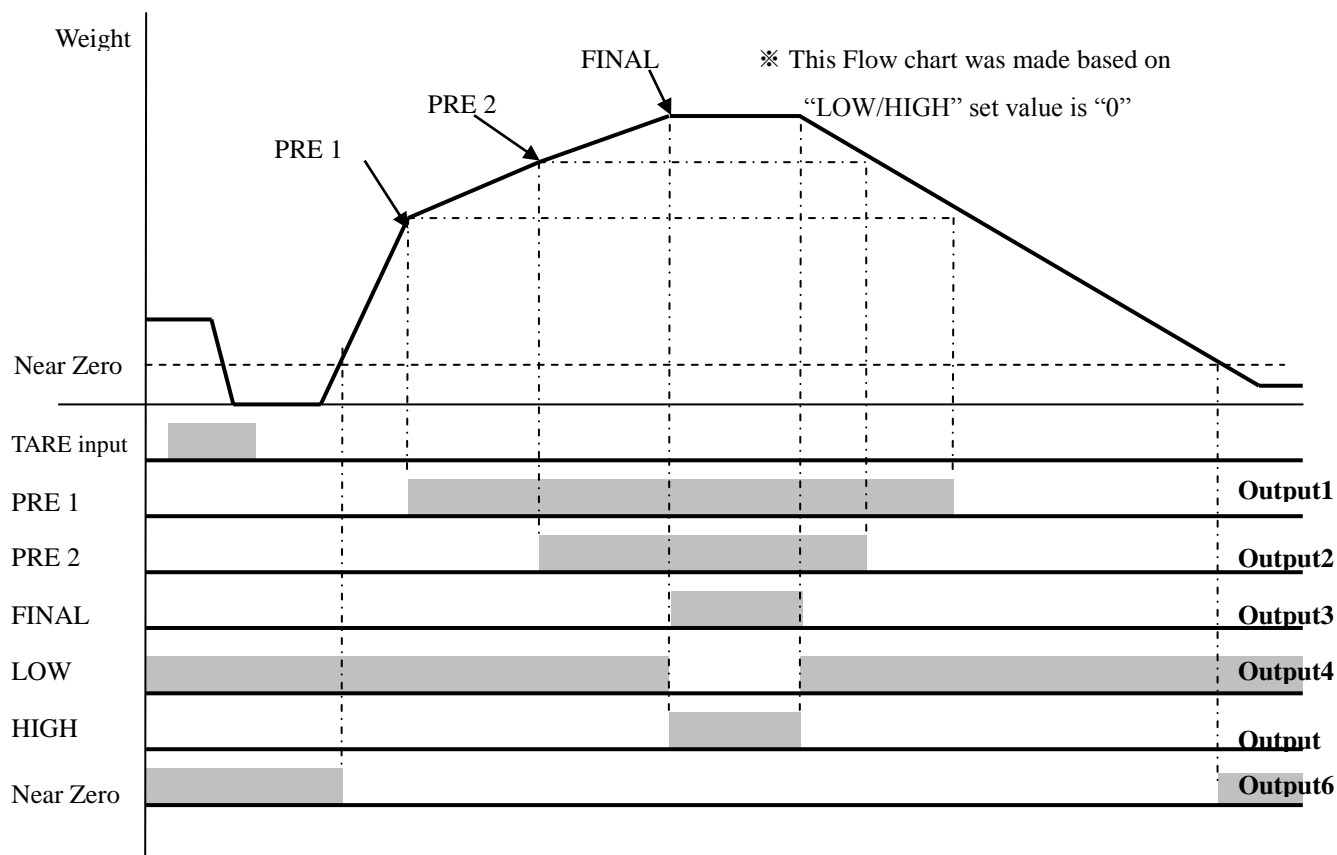 Weight
FINAL
※ This Flow chart was made based on
“LOW/HIGH” set value is “0”
PRE 2
PRE 1
Near Zero
TARE input
PRE 1 Output1
PRE 2 Output2
FINAL Output3
LOW Output4
HIGH Output
Near Zero Output6